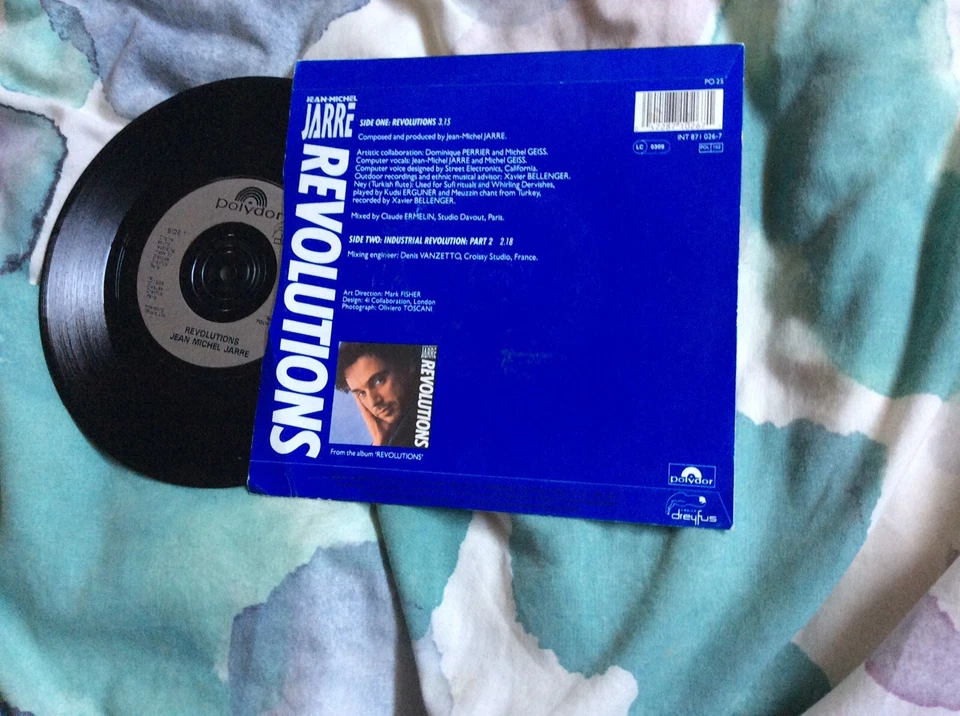 PO 25
INT 871 026-7
LC 0309
JEAN-MICHEL
JARRE
REVOLUTIONS
SIDE ONE: REVOLUTIONS 3.15
Composed and produced by Jean-Michel JARRE.
Artistic collaboration: Dominique PERRIER and Michel GEISS.
Computer vocals: Jean-Michel JARRE and Michel GEISS.
Computer voice designed by Street Electronics, California.
Outdoor recordings and ethnic musical advisor: Xavier BELLENGER.
Ney (Turkish flute): Used for Sufi rituals and Whirling Dervishes,
played by Kudsi ERGUNER and Meuzzin chant from Turkey,
recorded by Xavier BELLENGER.
Mixed by Claude ERMELIN, Studio Davout, Paris.
SIDE TWO: INDUSTRIAL REVOLUTION: PART 2 2.18
Mixing engineer: Denis VANZETTO, Croissy Studio, France.
Art Direction: Mark FISHER
Design: 4i Collaboration, London
Photograph: Oliviero TOSCANI
JARRE
REVOLUTIONS
From the album 'REVOLUTIONS'
polydor
dreyfus
polydor
SIDE
REVOLUTIONS
JEAN MICHEL JARRE